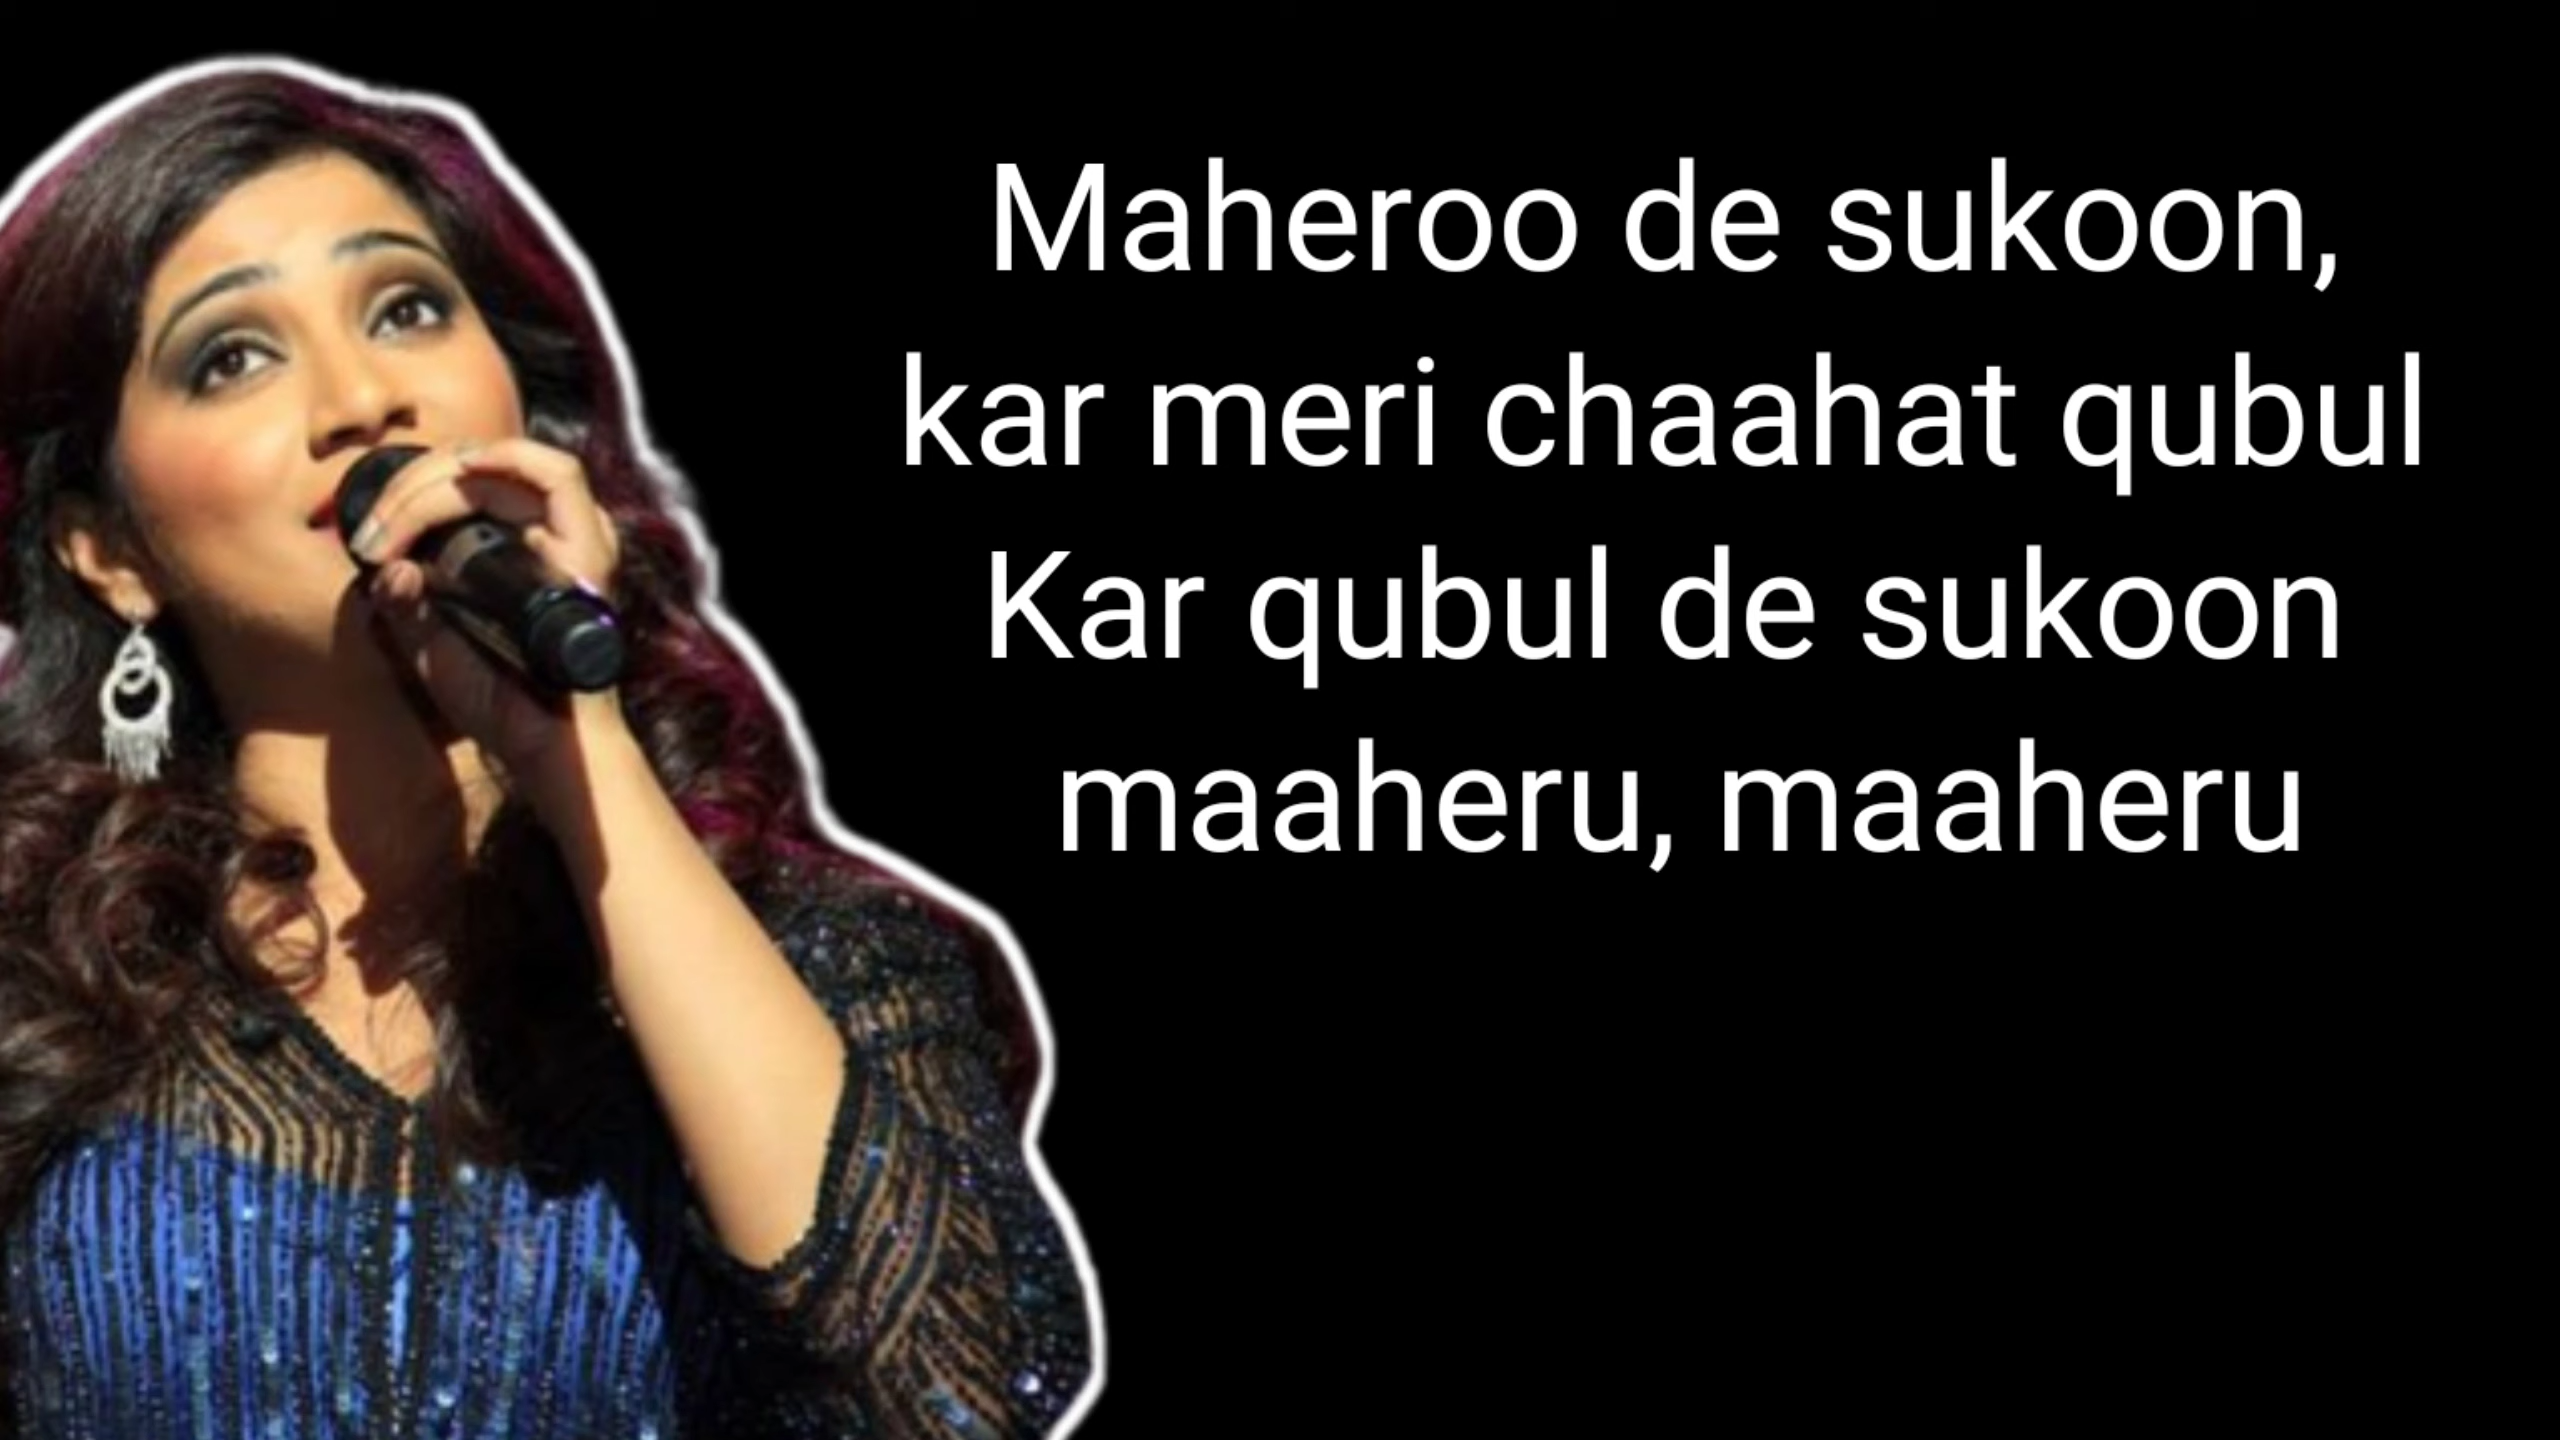 Maheroo de sukoon,
kar meri chaahat qubul
Kar qubul de sukoon
maaheru, maaheru